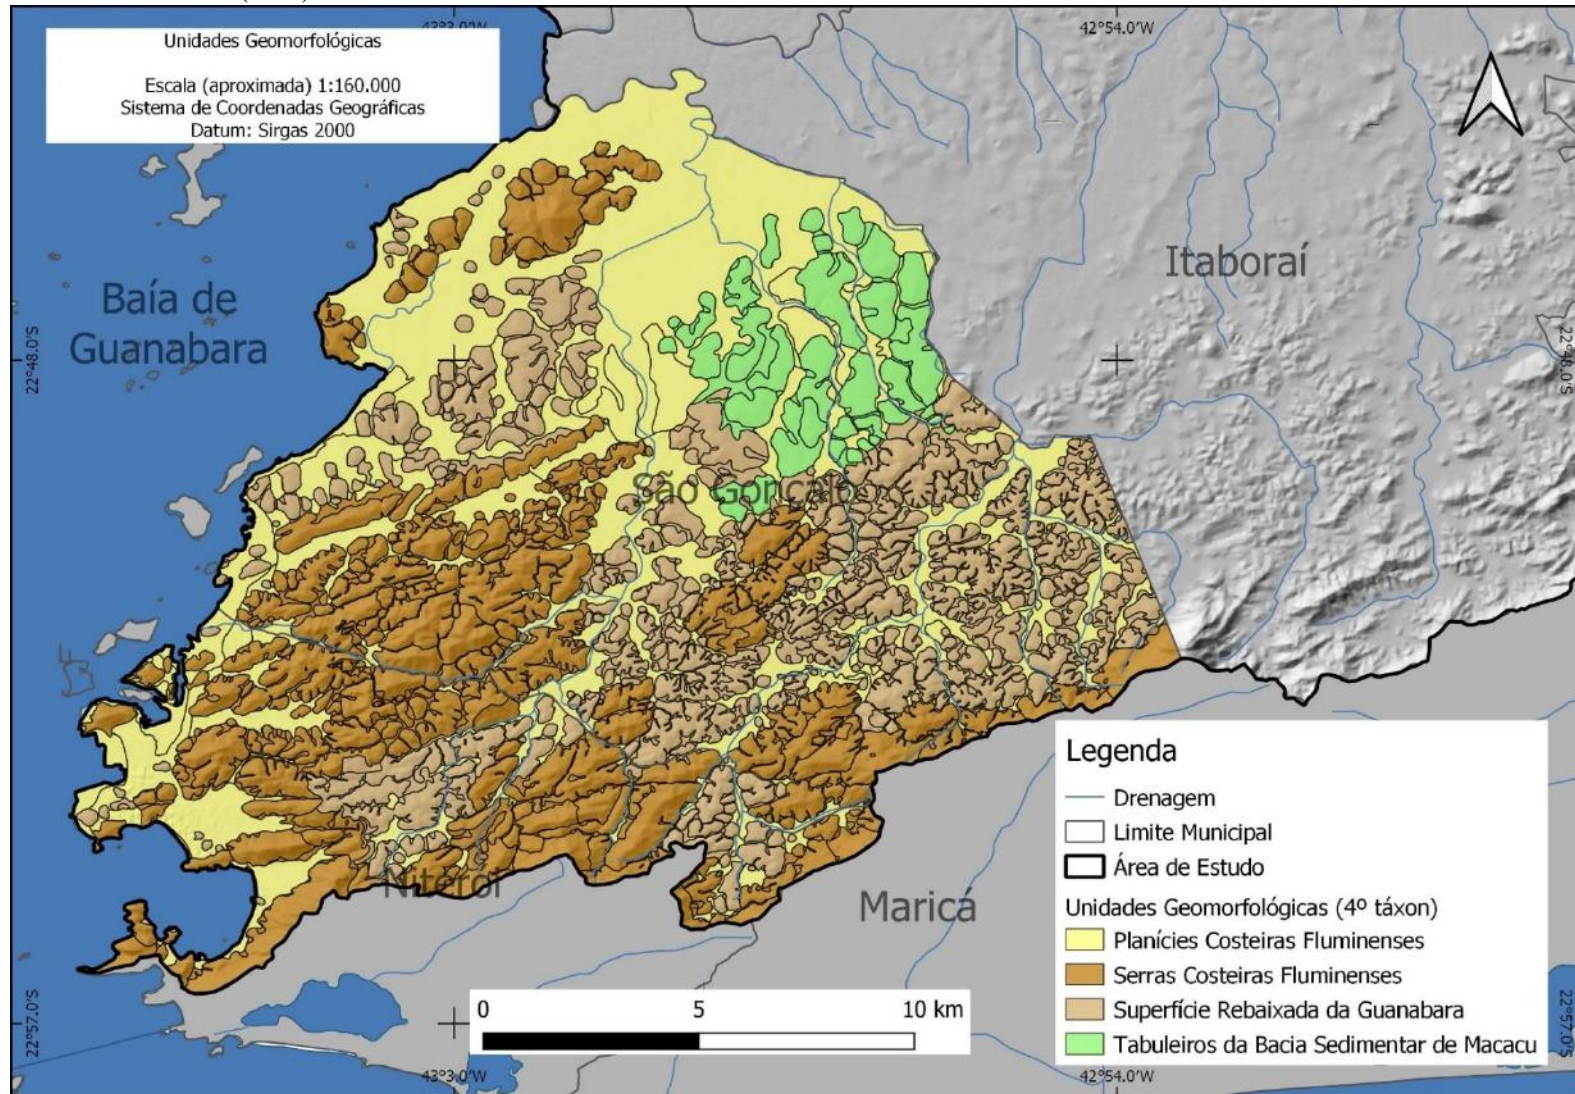 43°3.0'W
42°54.0'W
Unidades Geomorfológicas
Escala (aproximada) 1:160.000
Sistema de Coordenadas Geográficas
Datum: Sirgas 2000
Baía de
Guanabara
Itaboraí
22°48.0'S
22°48.0'S
São Gonçalo
Niterói
Maricá
Legenda
Drenagem
Limite Municipal
Área de Estudo
Unidades Geomorfológicas (4º táxon)
Planícies Costeiras Fluminenses
Serras Costeiras Fluminenses
Superfície Rebaixada da Guanabara
Tabuleiros da Bacia Sedimentar de Macacu
0 5 10 km
22°57.0'S
22°57.0'S
43°3.0'W
42°54.0'W